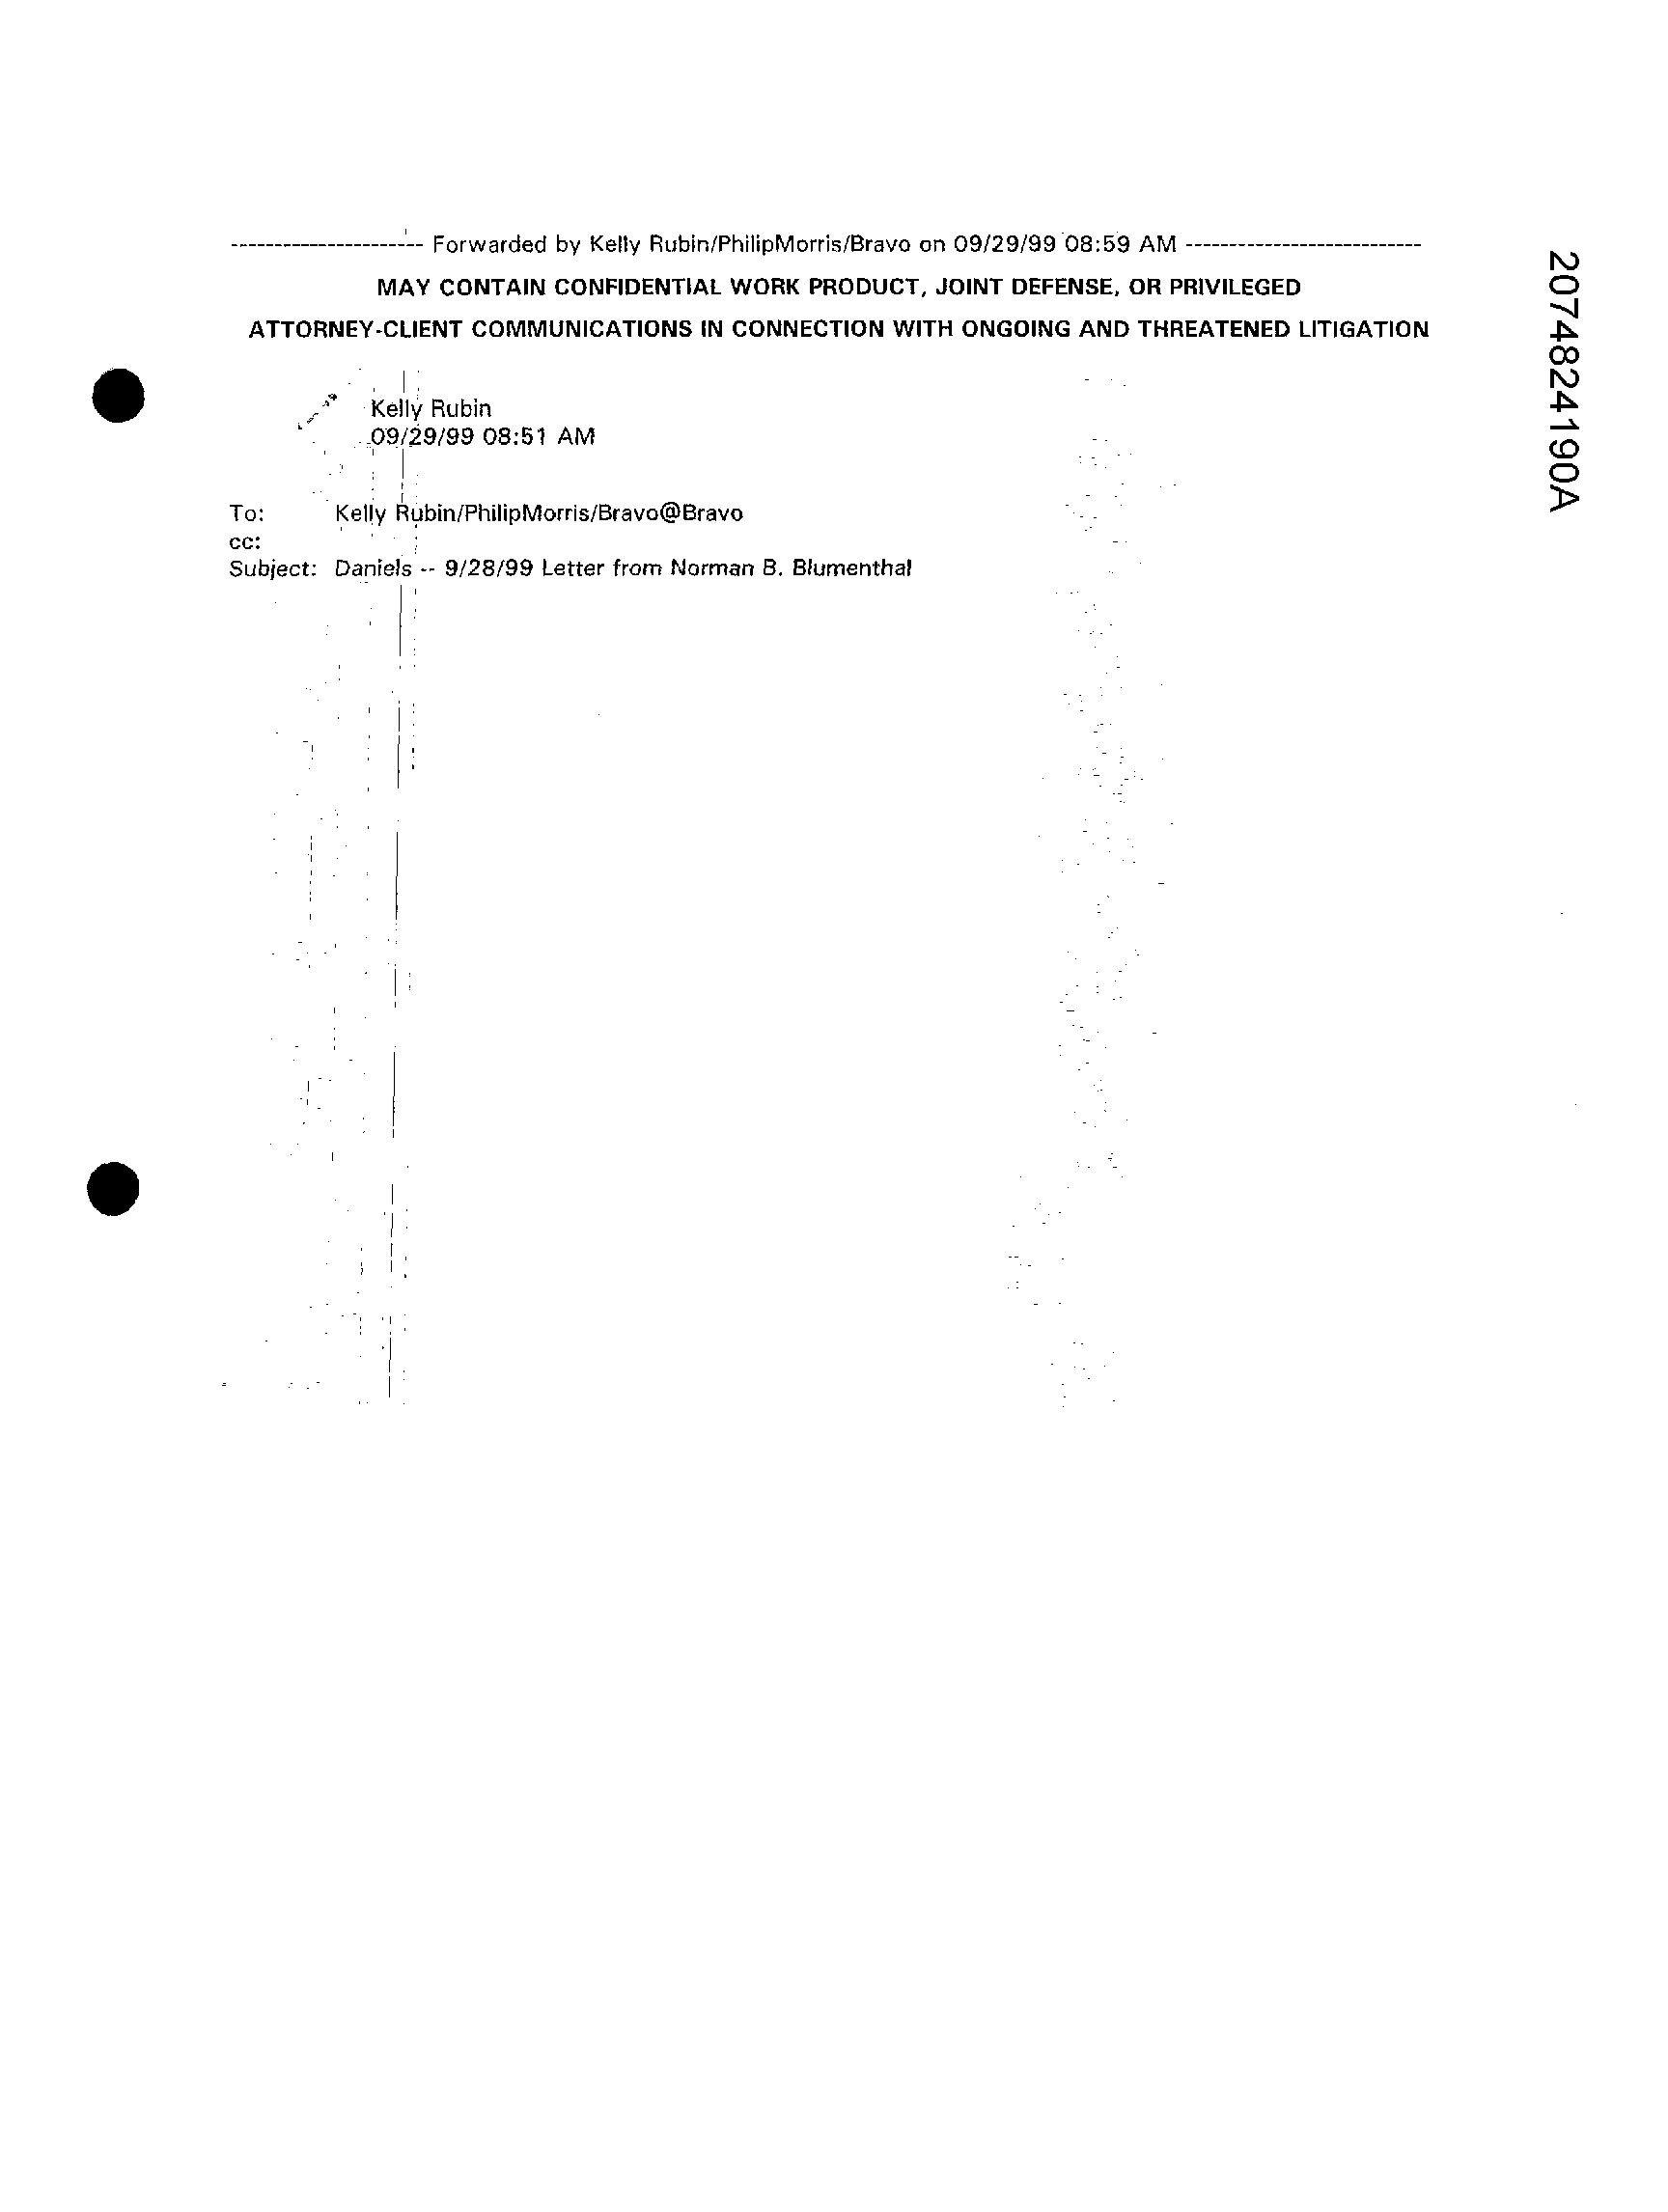 ---------------------- Forwarded by Kelly Rubin/PhilipMorris/Bravo on 09/29/99 08:59 AM ---------------------------
MAY CONTAIN CONFIDENTIAL WORK PRODUCT, JOINT DEFENSE, OR PRIVILEGED
ATTORNEY-CLIENT COMMUNICATIONS IN CONNECTION WITH ONGOING AND THREATENED LITIGATION
Kelly Rubin
09/29/99 08:51 AM
To: Kelly Rubin/PhilipMorris/Bravo@Bravo
cc:
Subject: Daniels -- 9/28/99 Letter from Norman B. Blumenthal
2074824190A